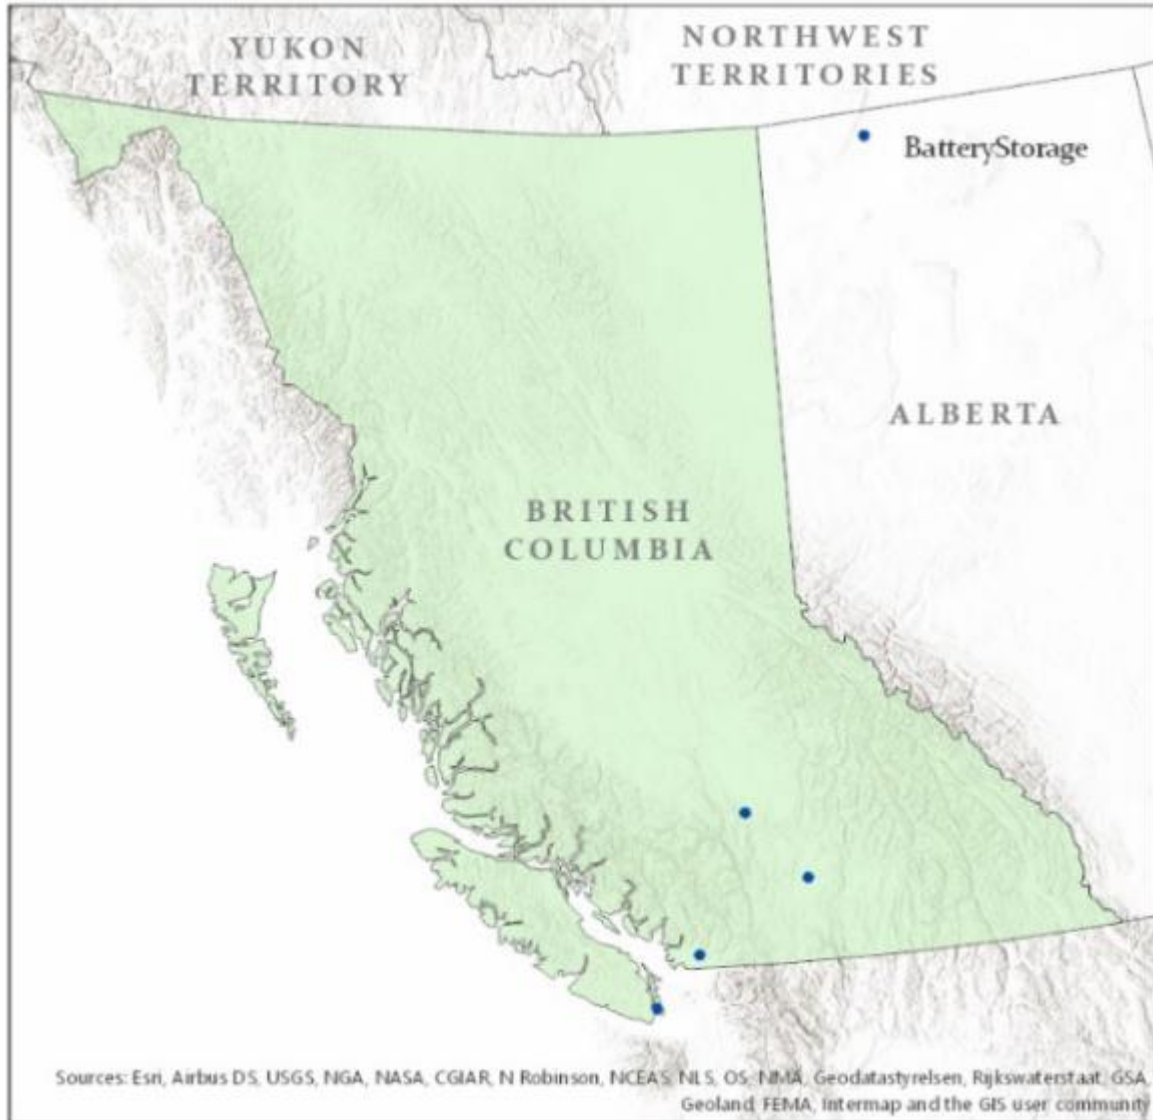 YUKON
TERRITORY
NORTHWEST
TERRITORIES
BatteryStorage
ALBERTA
BRITISH
COLUMBIA
Sources: Esri, Airbus DS, USGS, NGA, NASA, CGIAR, N Robinson, NCEAS, NLS, OS, NMA, Geodatastyrelsen, Rijkswaterstaat, GSA,
Geoland, FEMA, Intermap and the GIS user community